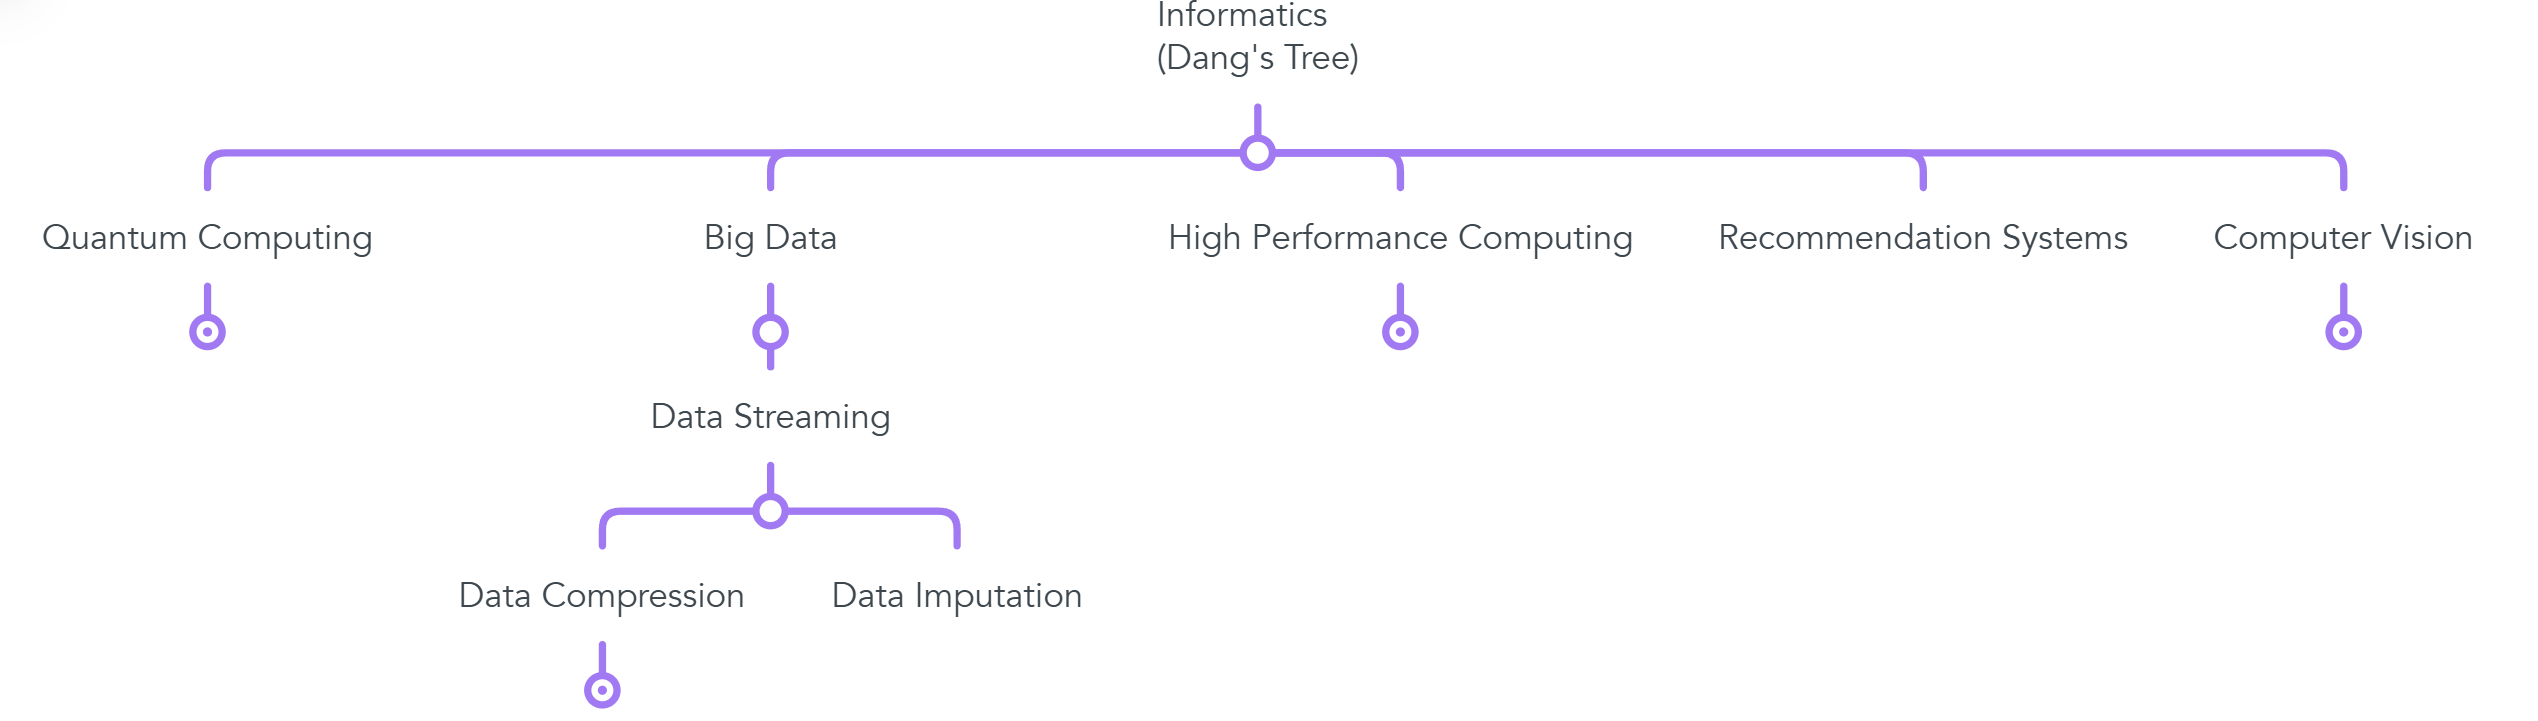 Informatics
(Dang's Tree)
Quantum Computing
Big Data
High Performance Computing
Recommendation Systems
Computer Vision
Data Streaming
Data Compression
Data Imputation